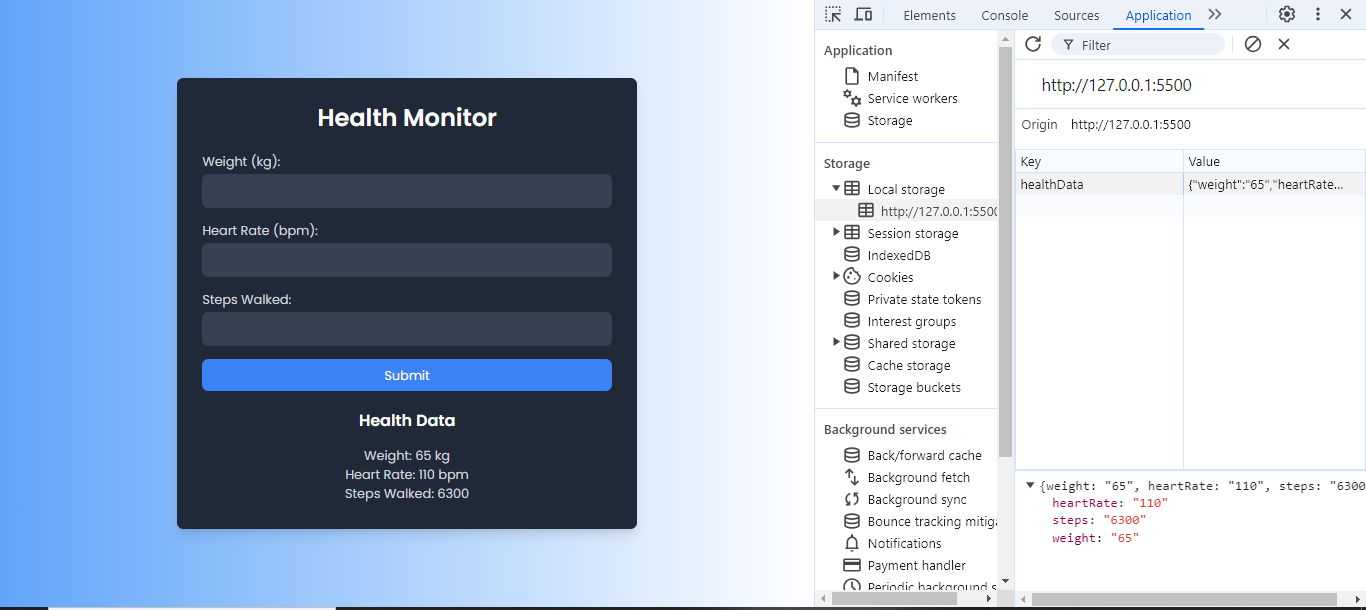 Health Monitor
Weight (kg):
Heart Rate (bpm):
Steps Walked:
Submit
Health Data
Weight: 65 kg
Heart Rate: 110 bpm
Steps Walked: 6300
Elements Console Sources Application
Application
Manifest
Service workers
Storage
Storage
Local storage
http://127.0.0.1:5500
Session storage
IndexedDB
Cookies
Private state tokens
Interest groups
Shared storage
Cache storage
Storage buckets
Background services
Back/forward cache
Background fetch
Background sync
Bounce tracking mitiga
Notifications
Payment handler
Periodic background s
Filter
http://127.0.0.1:5500
Origin http://127.0.0.1:5500
Key Value
healthData {"weight":"65","heartRate...
{weight: "65", heartRate: "110", steps: "6300
heartRate: "110"
steps: "6300"
weight: "65"